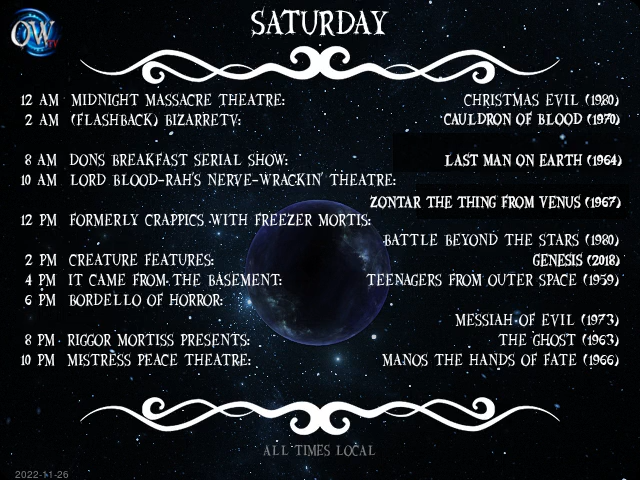 OW TV
SATURDAY
12 AM MIDNIGHT MASSACRE THEATRE: CHRISTMAS EVIL (1980)
2 AM (FLASHBACK) BIZARRETV: CAULDRON OF BLOOD (1970)
8 AM DONS BREAKFAST SERIAL SHOW: LAST MAN ON EARTH (1964)
10 AM LORD BLOOD-RAH'S NERVE-WRACKIN' THEATRE:
ZONTAR THE THING FROM VENUS (1967)
12 PM FORMERLY CRAPPICS WITH FREEZER MORTIS:
BATTLE BEYOND THE STARS (1980)
2 PM CREATURE FEATURES: GENESIS (2018)
4 PM IT CAME FROM THE BASEMENT: TEENAGERS FROM OUTER SPACE (1959)
6 PM BORDELLO OF HORROR:
MESSIAH OF EVIL (1973)
8 PM RIGGOR MORTISS PRESENTS: THE GHOST (1963)
10 PM MISTRESS PEACE THEATRE: MANOS THE HANDS OF FATE (1966)
ALL TIMES LOCAL
2022-11-26